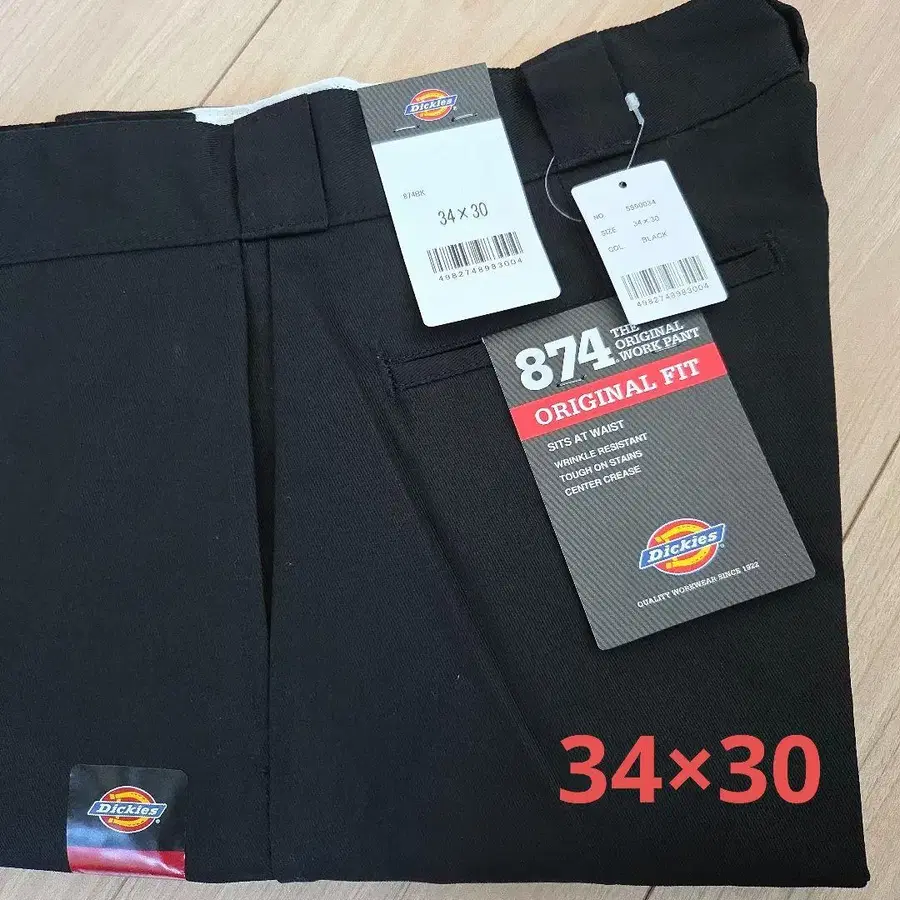 Dickies
874BK
34×30
4982748983004
NO. 5590024
SIZE 34×30
COL. BLACK
4982748983004
874 THE ORIGINAL WORK PANT
ORIGINAL FIT
SITS AT WAIST
WRINKLE RESISTANT
TOUGH ON STAINS
CENTER CREASE
Dickies
QUALITY WORKWEAR SINCE 1922
34×30
Dickies